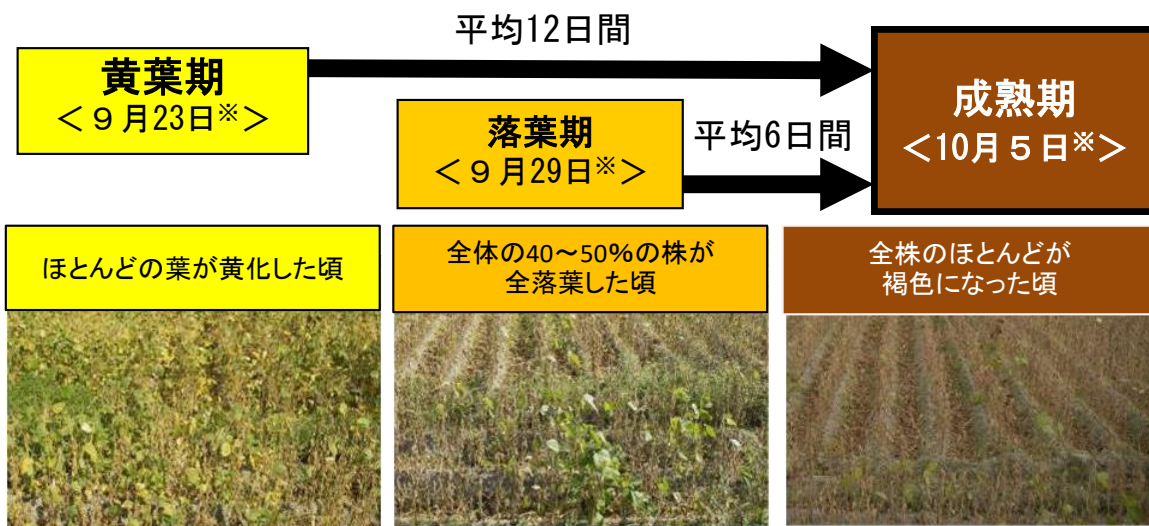 平均12日間
黄葉期
＜９月23日※＞
落葉期
＜９月29日※＞
平均6日間
成熟期
＜10月５日※＞
ほとんどの葉が黄化した頃
全体の40～50%の株が
全落葉した頃
全株のほとんどが
褐色になった頃